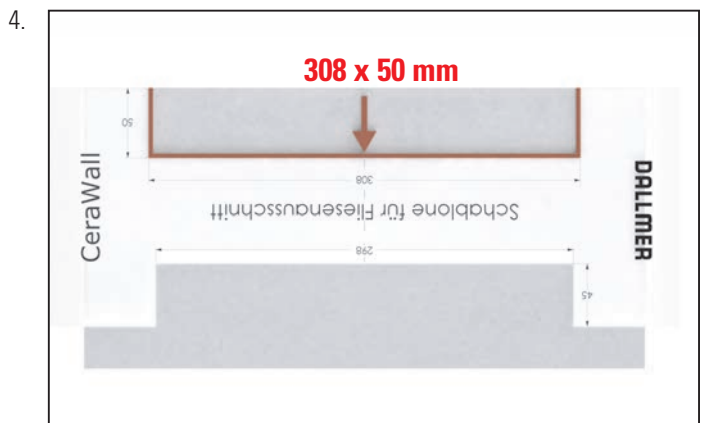 4.
308 x 50 mm
50
308
Schablone für Fliesenausschnitt
CeraWall
DALLMER
298
45